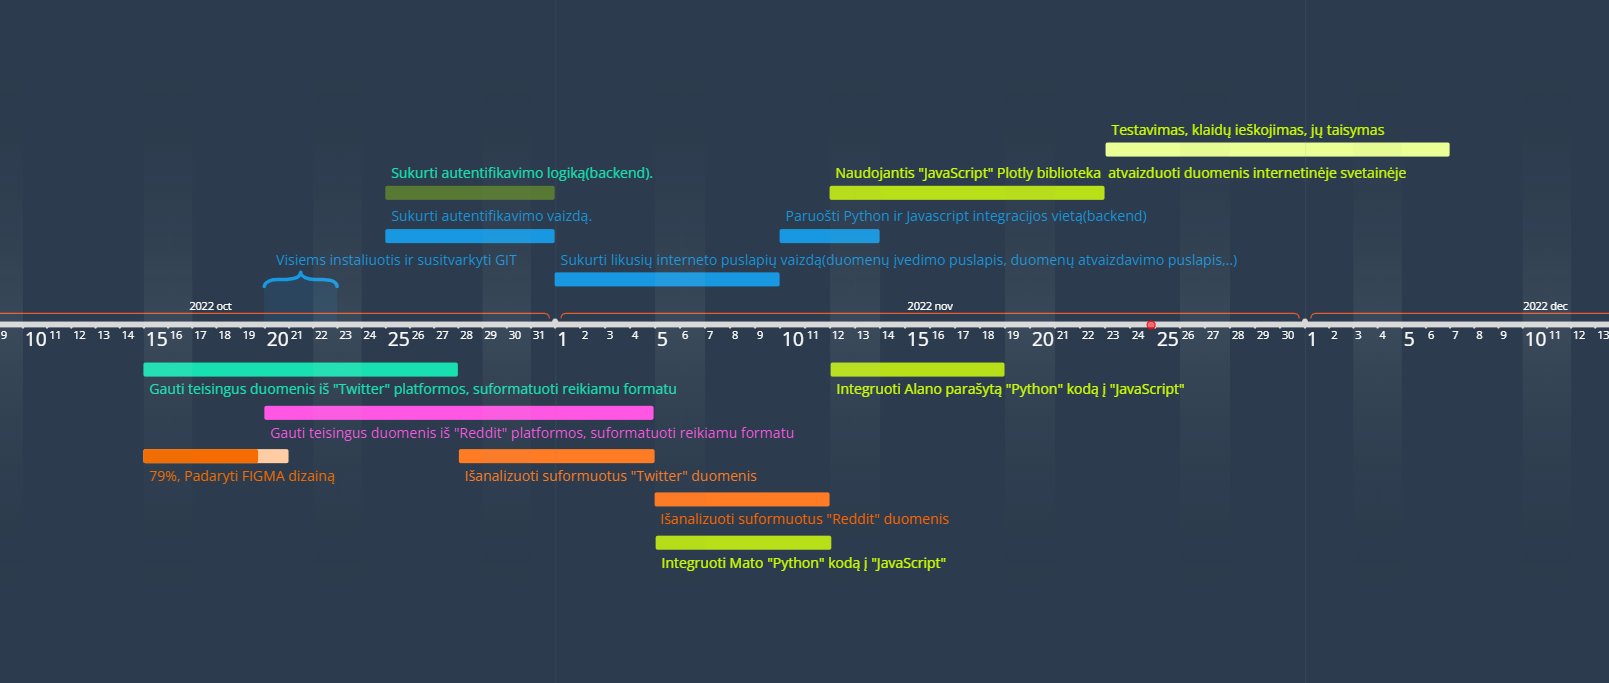 Testavimas, klaidų ieškojimas, jų taisymas
Sukurti autentifikavimo logiką(backend).
Naudojantis "JavaScript" Plotly biblioteka  atvaizduoti duomenis internetinėje svetainėje
Sukurti autentifikavimo vaizdą.
Paruošti Python ir Javascript integracijos vietą(backend)
Visiems instaliuotis ir susitvarkyti GIT
Sukurti likusių interneto puslapių vaizdą(duomenų įvedimo puslapis, duomenų atvaizdavimo puslapis,..)
2022 oct
2022 nov
2022 dec
9 10 11 12 13 14 15 16 17 18 19 20 21 22 23 24 25 26 27 28 29 30 31 1 2 3 4 5 6 7 8 9 10 11 12 13 14 15 16 17 18 19 20 21 22 23 24 25 26 27 28 29 30 1 2 3 4 5 6 7 8 9 10 11 12 13
Gauti teisingus duomenis iš "Twitter" platformos, suformatuoti reikiamu formatu
Integruoti Alano parašytą "Python" kodą į "JavaScript"
Gauti teisingus duomenis iš "Reddit" platformos, suformatuoti reikiamu formatu
79%, Padaryti FIGMA dizainą
Išanalizuoti suformuotus "Twitter" duomenis
Išanalizuoti suformuotus "Reddit" duomenis
Integruoti Mato "Python" kodą į "JavaScript"